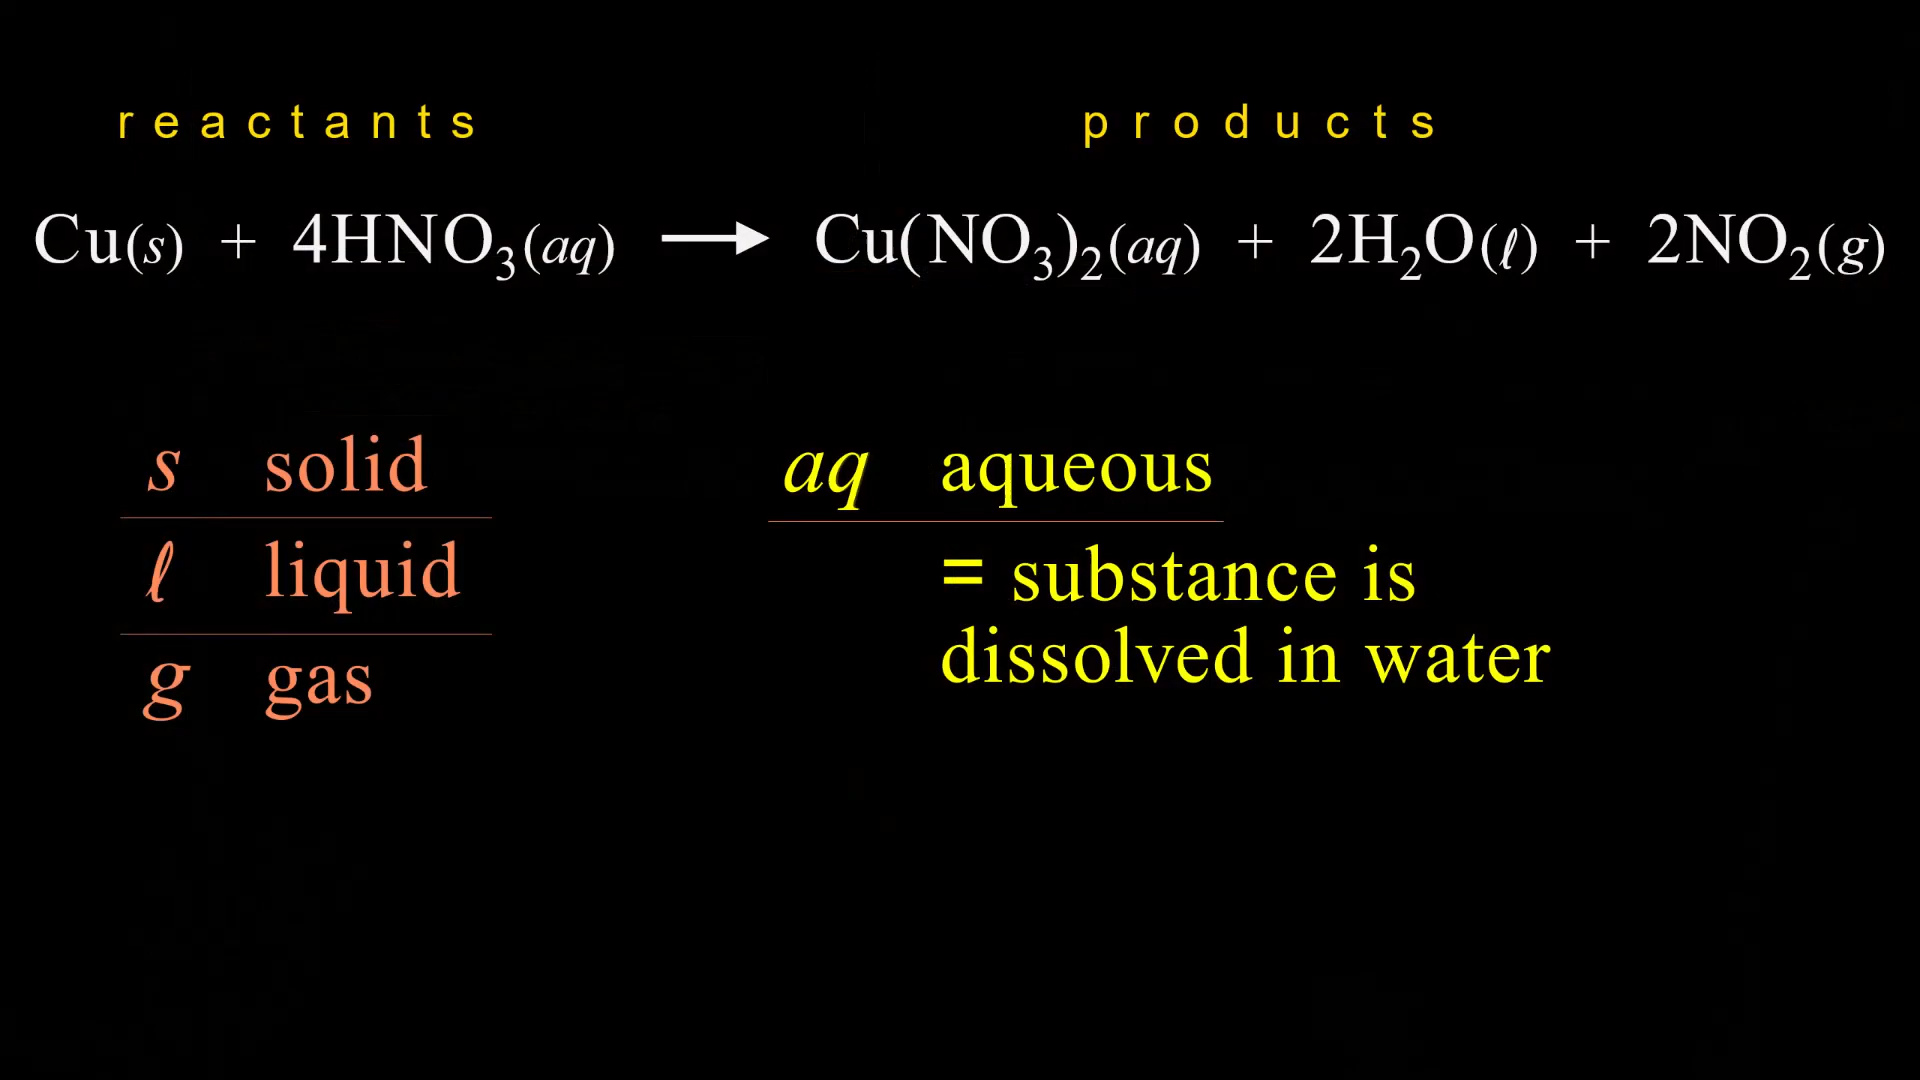 reactants products
Cu(s) + 4HNO₃(aq) ⟶ Cu(NO₃)₂(aq) + 2H₂O(ℓ) + 2NO₂(g)
s solid
ℓ liquid
g gas
aq aqueous
= substance is
dissolved in water